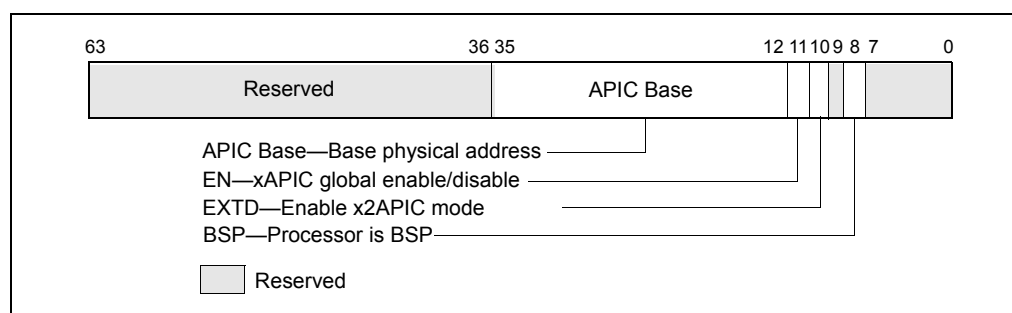 63 36 35 12 11 10 9 8 7 0
Reserved APIC Base
APIC Base—Base physical address
EN—xAPIC global enable/disable
EXTD—Enable x2APIC mode
BSP—Processor is BSP
Reserved